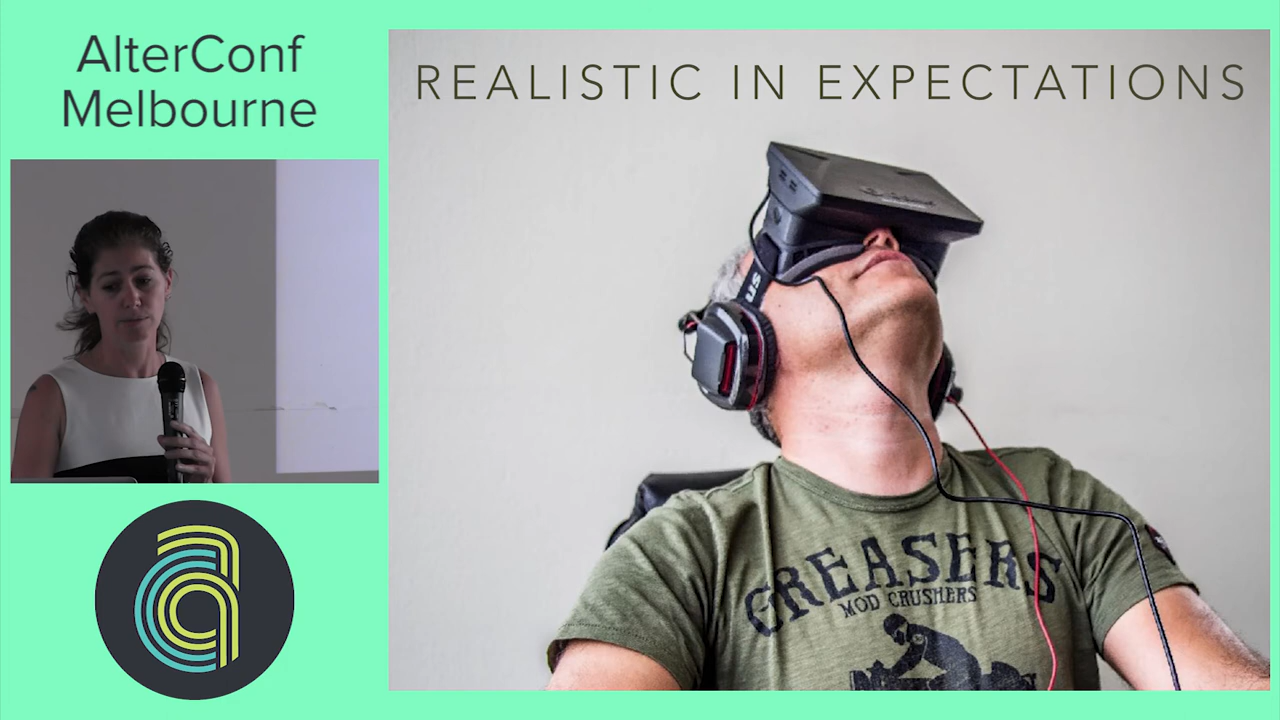 AlterConf
Melbourne
REALISTIC IN EXPECTATIONS
GREASERS
MOD CRUSHERS